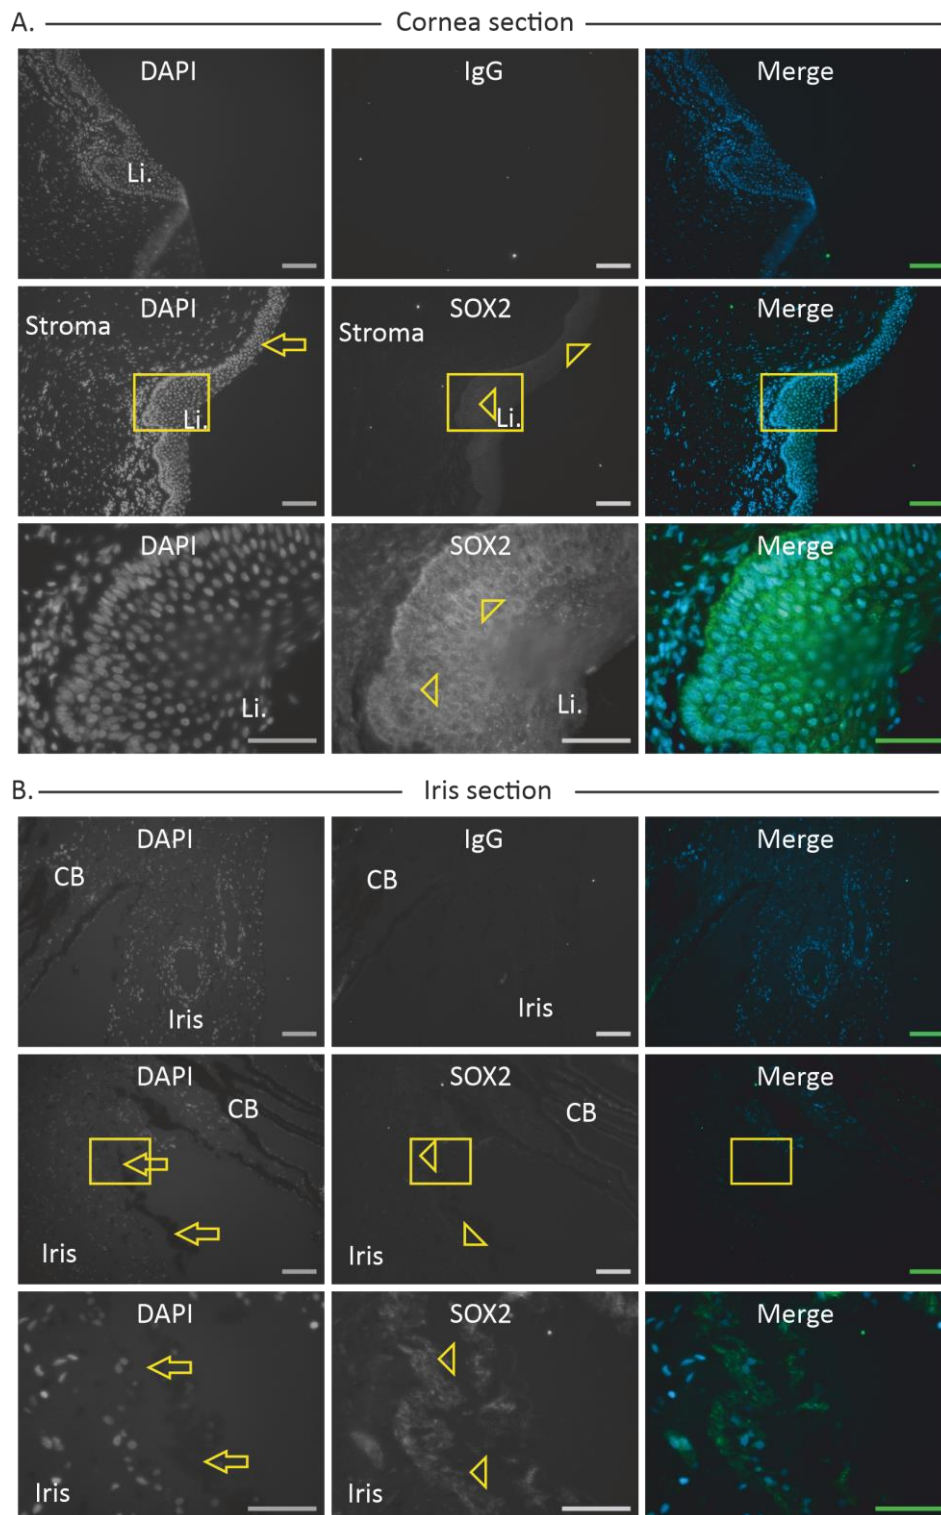 A. Cornea section
DAPI IgG Merge
Li.
DAPI SOX2 Merge
Stroma Stroma
Li. Li.
DAPI SOX2 Merge
Li. Li.
B. Iris section
DAPI IgG Merge
CB CB
Iris Iris
DAPI SOX2 Merge
CB CB
Iris Iris
DAPI SOX2 Merge
Iris Iris